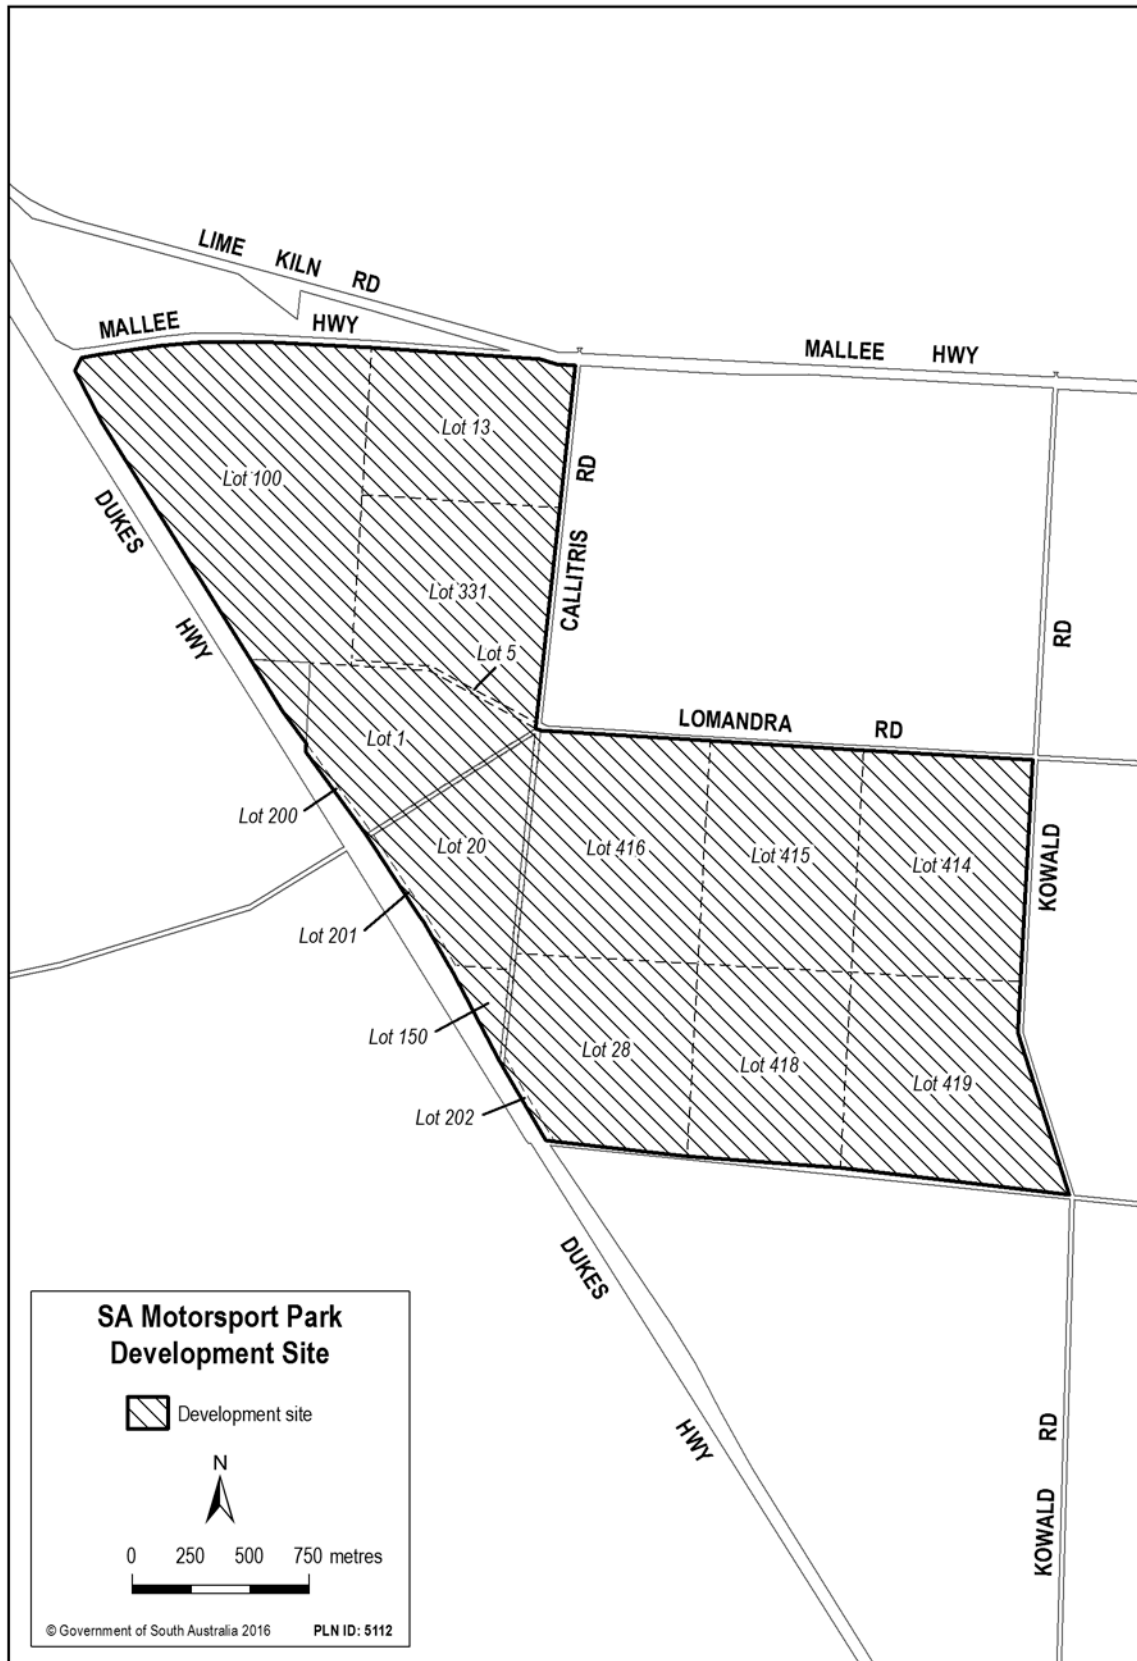 LIME KILN RD
MALLEE HWY
MALLEE HWY
Lot 13
Lot 100
RD
CALLITRIS
DUKES
HWY
Lot 331
RD
Lot 5
LOMANDRA RD
Lot 1
Lot 200
Lot 20
Lot 416
Lot 415
Lot 414
KOWALD
Lot 201
Lot 150
Lot 28
Lot 418
Lot 419
Lot 202
DUKES
HWY
RD
KOWALD
SA Motorsport Park
Development Site
Development site
N
0 250 500 750 metres
© Government of South Australia 2016 PLN ID: 5112